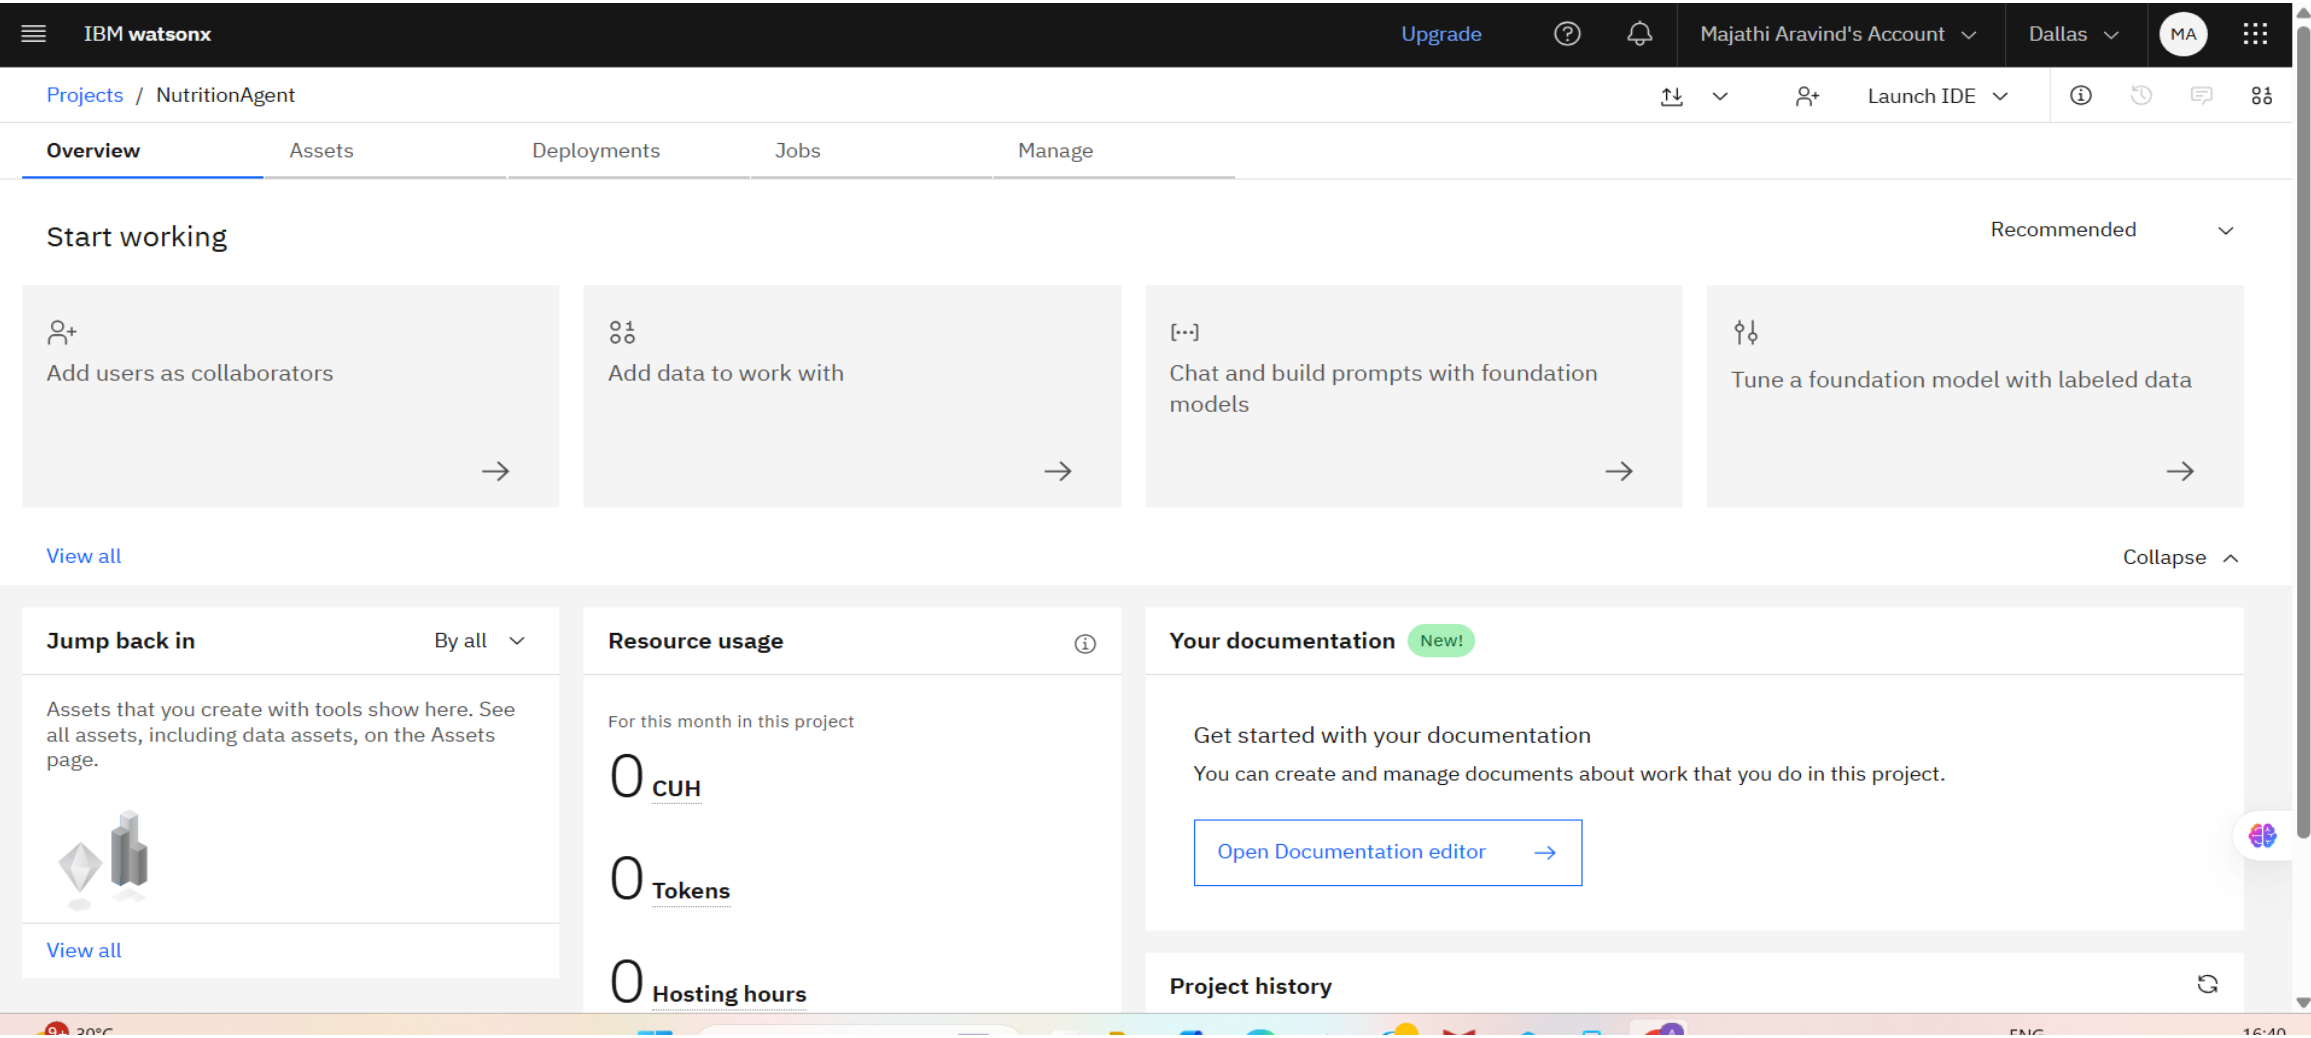 IBM watsonx
Upgrade
Majathi Aravind's Account
Dallas
MA
Projects / NutritionAgent
Launch IDE
Overview
Assets
Deployments
Jobs
Manage
Start working
Recommended
Add users as collaborators
Add data to work with
Chat and build prompts with foundation
models
Tune a foundation model with labeled data
View all
Collapse
Jump back in
By all
Assets that you create with tools show here. See
all assets, including data assets, on the Assets
page.
View all
Resource usage
For this month in this project
0 CUH
0 Tokens
0 Hosting hours
Your documentation New!
Get started with your documentation
You can create and manage documents about work that you do in this project.
Open Documentation editor
Project history
9+
30°C
ENG
16:40